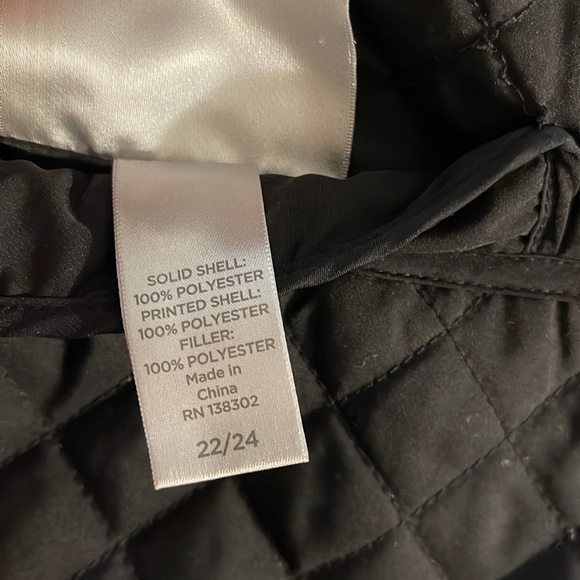 SOLID SHELL:
100% POLYESTER
PRINTED SHELL:
100% POLYESTER
FILLER:
100% POLYESTER
Made in
China
RN 138302
22/24